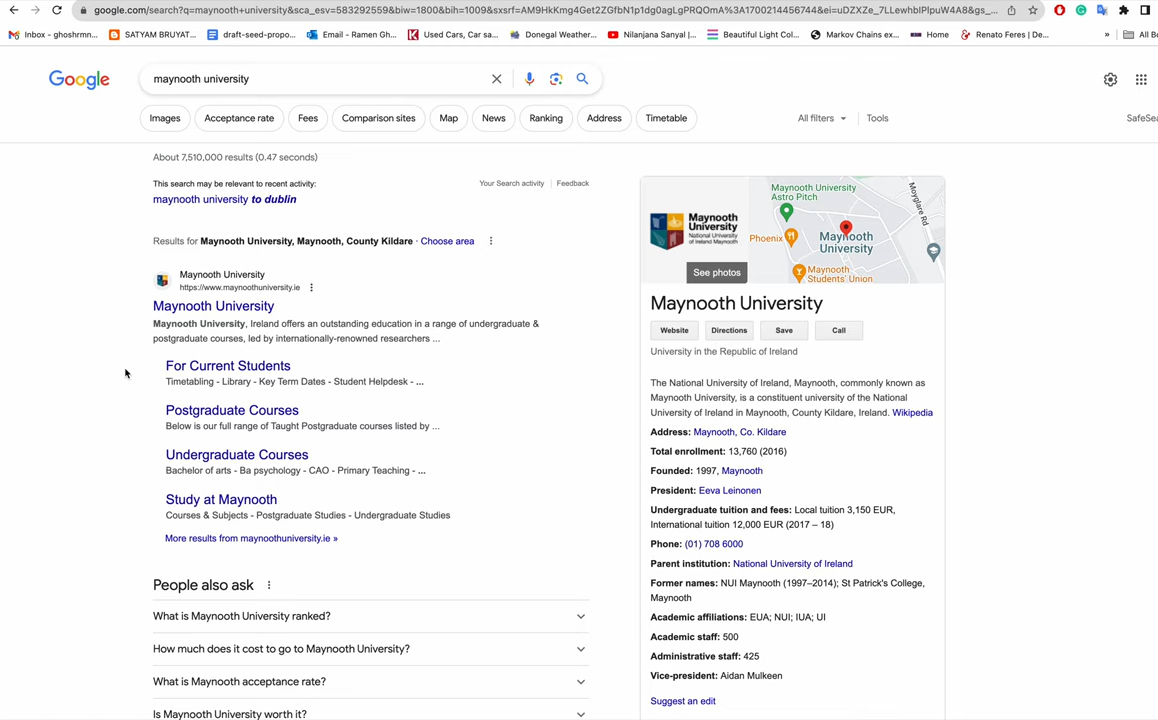 google.com/search?q=maynooth+university&sca_esv=583292559&biw=1800&bih=1009&sxsrf=AM9HkKmg4Get2ZGfbN1p1dg0agLgPRQOmA%3A1700214456744&ei=uDZXZe_7LLewhbIPlpuW4A8&gs_...
Inbox - ghoshrmn...
SATYAM BRUYAT...
draft-seed-propo...
Email - Ramen Gh...
Used Cars, Car sa...
Donegal Weather...
Nilanjana Sanyal |...
Beautiful Light Col...
Markov Chains ex...
Home
Renato Feres | De...
»
All Bo
Google
maynooth university
Images
Acceptance rate
Fees
Comparison sites
Map
News
Ranking
Address
Timetable
All filters
Tools
SafeSea
About 7,510,000 results (0.47 seconds)
This search may be relevant to recent activity:
Your Search activity
Feedback
maynooth university to dublin
Results for Maynooth University, Maynooth, County Kildare · Choose area
Maynooth University
https://www.maynoothuniversity.ie
Maynooth University
Maynooth University, Ireland offers an outstanding education in a range of undergraduate &
postgraduate courses, led by internationally-renowned researchers ...
For Current Students
Timetabling - Library - Key Term Dates - Student Helpdesk - ...
Postgraduate Courses
Below is our full range of Taught Postgraduate courses listed by ...
Undergraduate Courses
Bachelor of arts - Ba psychology - CAO - Primary Teaching - ...
Study at Maynooth
Courses & Subjects - Postgraduate Studies - Undergraduate Studies
More results from maynoothuniversity.ie »
People also ask
What is Maynooth University ranked?
How much does it cost to go to Maynooth University?
What is Maynooth acceptance rate?
Is Maynooth University worth it?
Maynooth
University
National University
of Ireland Maynooth
See photos
Maynooth University
Astro Pitch
Moyglare Rd
Phoenix
Maynooth
University
Maynooth
Students' Union
Maynooth University
Website
Directions
Save
Call
University in the Republic of Ireland
The National University of Ireland, Maynooth, commonly known as
Maynooth University, is a constituent university of the National
University of Ireland in Maynooth, County Kildare, Ireland. Wikipedia
Address: Maynooth, Co. Kildare
Total enrollment: 13,760 (2016)
Founded: 1997, Maynooth
President: Eeva Leinonen
Undergraduate tuition and fees: Local tuition 3,150 EUR,
International tuition 12,000 EUR (2017 – 18)
Phone: (01) 708 6000
Parent institution: National University of Ireland
Former names: NUI Maynooth (1997–2014); St Patrick's College,
Maynooth
Academic affiliations: EUA; NUI; IUA; UI
Academic staff: 500
Administrative staff: 425
Vice-president: Aidan Mulkeen
Suggest an edit